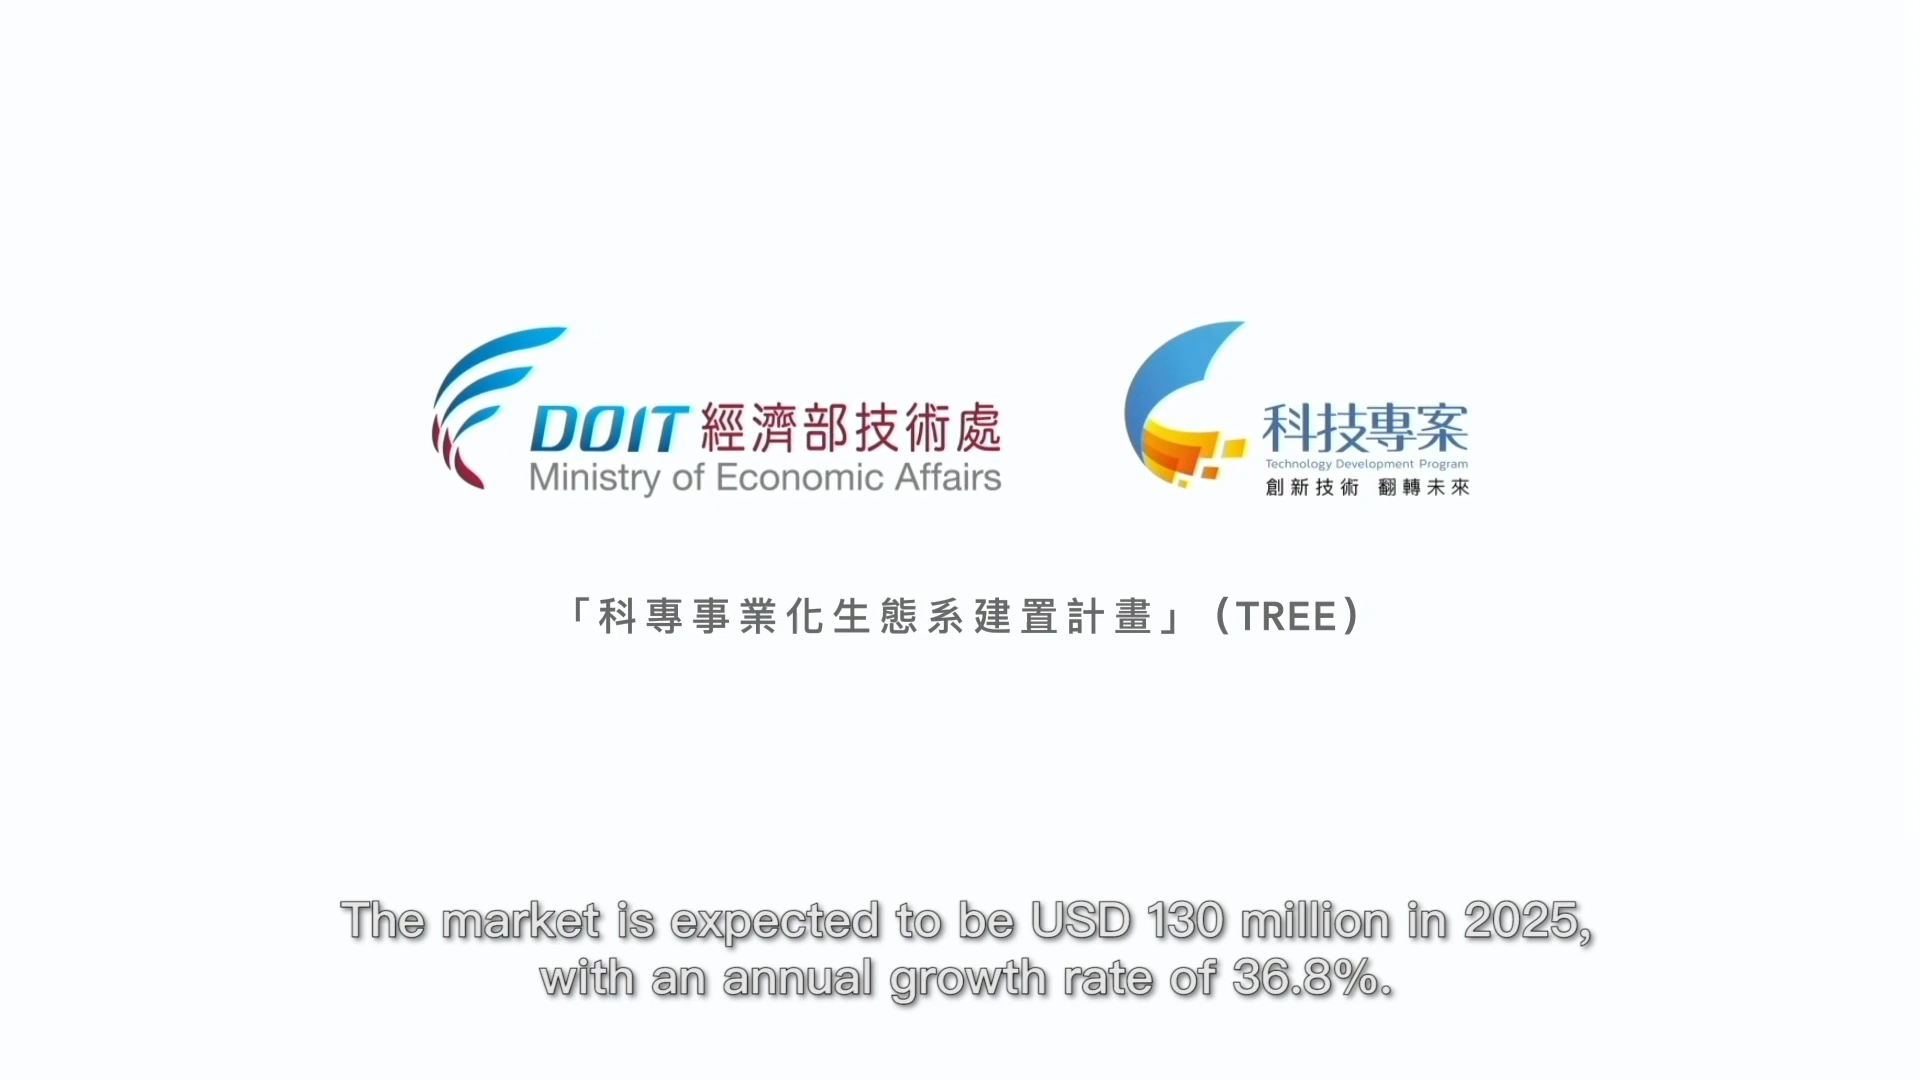 DOIT 經濟部技術處
Ministry of Economic Affairs
科技專案
Technology Development Program
創新技術 翻轉未來
「科專事業化生態系建置計畫」（TREE）
The market is expected to be USD 130 million in 2025,
with an annual growth rate of 36.8%.